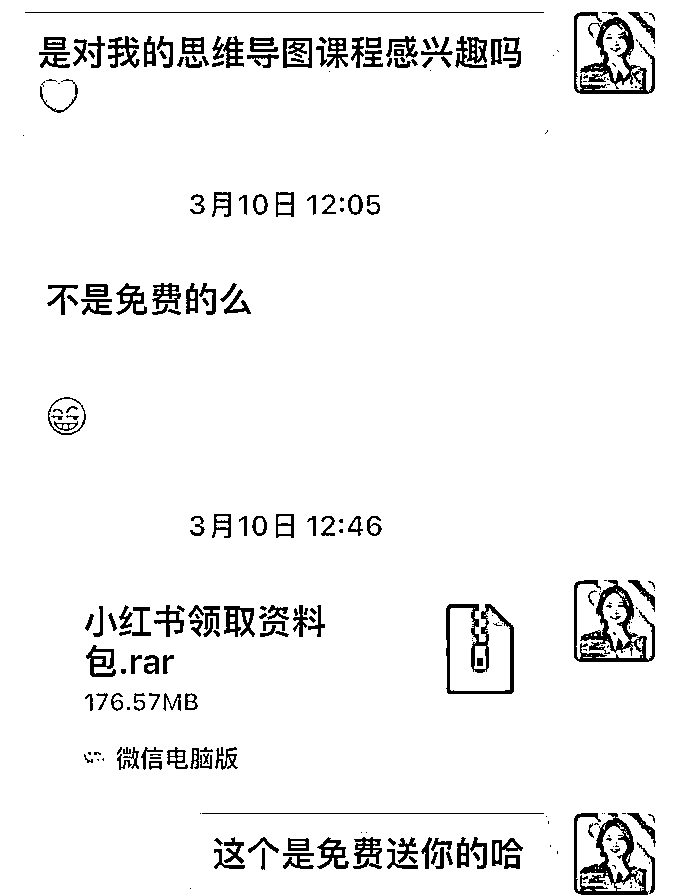 是对我的思维导图课程感兴趣吗
3月10日 12:05
不是免费的么
3月10日 12:46
小红书领取资料
包.rar
176.57MB
微信电脑版
这个是免费送你的哈